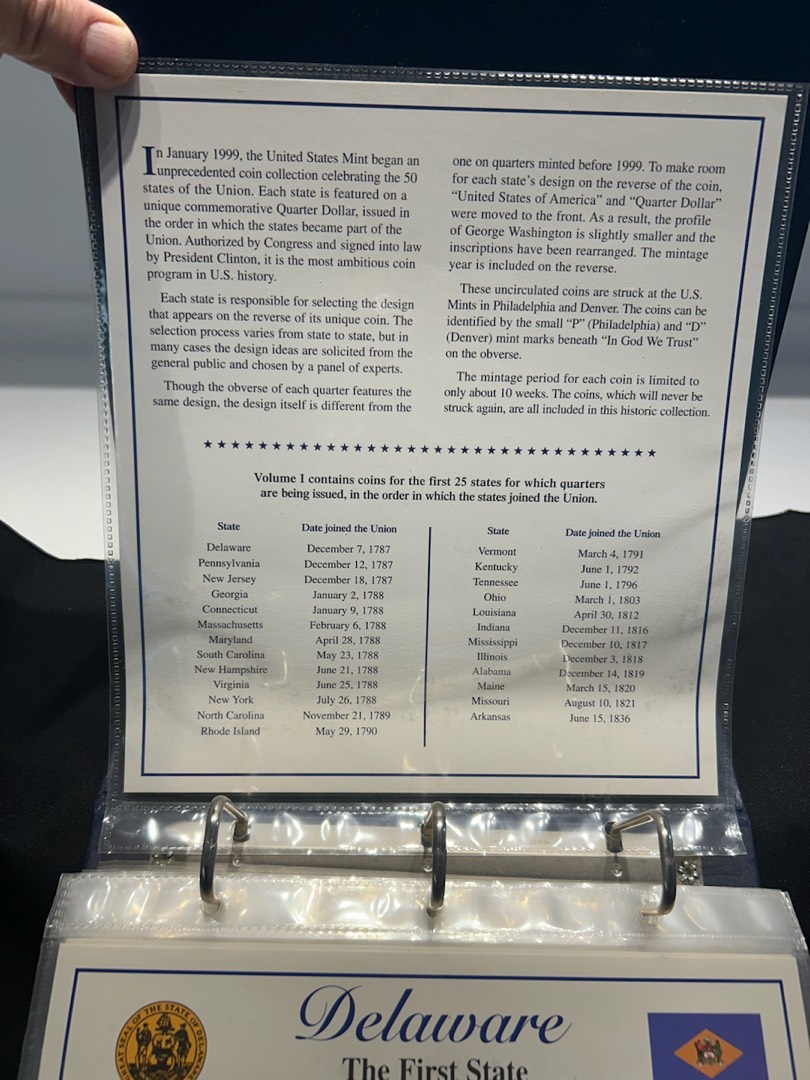 In January 1999, the United States Mint began an
unprecedented coin collection celebrating the 50
states of the Union. Each state is featured on a
unique commemorative Quarter Dollar, issued in
the order in which the states became part of the
Union. Authorized by Congress and signed into law
by President Clinton, it is the most ambitious coin
program in U.S. history.
Each state is responsible for selecting the design
that appears on the reverse of its unique coin. The
selection process varies from state to state, but in
many cases the design ideas are solicited from the
general public and chosen by a panel of experts.
Though the obverse of each quarter features the
same design, the design itself is different from the
one on quarters minted before 1999. To make room
for each state's design on the reverse of the coin,
“United States of America” and “Quarter Dollar”
were moved to the front. As a result, the profile
of George Washington is slightly smaller and the
inscriptions have been rearranged. The mintage
year is included on the reverse.
These uncirculated coins are struck at the U.S.
Mints in Philadelphia and Denver. The coins can be
identified by the small “P” (Philadelphia) and “D”
(Denver) mint marks beneath “In God We Trust”
on the obverse.
The mintage period for each coin is limited to
only about 10 weeks. The coins, which will never be
struck again, are all included in this historic collection.
Volume I contains coins for the first 25 states for which quarters
are being issued, in the order in which the states joined the Union.
State Date joined the Union
Delaware December 7, 1787
Pennsylvania December 12, 1787
New Jersey December 18, 1787
Georgia January 2, 1788
Connecticut January 9, 1788
Massachusetts February 6, 1788
Maryland April 28, 1788
South Carolina May 23, 1788
New Hampshire June 21, 1788
Virginia June 25, 1788
New York July 26, 1788
North Carolina November 21, 1789
Rhode Island May 29, 1790
State Date joined the Union
Vermont March 4, 1791
Kentucky June 1, 1792
Tennessee June 1, 1796
Ohio March 1, 1803
Louisiana April 30, 1812
Indiana December 11, 1816
Mississippi December 10, 1817
Illinois December 3, 1818
Alabama December 14, 1819
Maine March 15, 1820
Missouri August 10, 1821
Arkansas June 15, 1836
Delaware
The First State
GREAT SEAL OF THE STATE OF DELAWARE